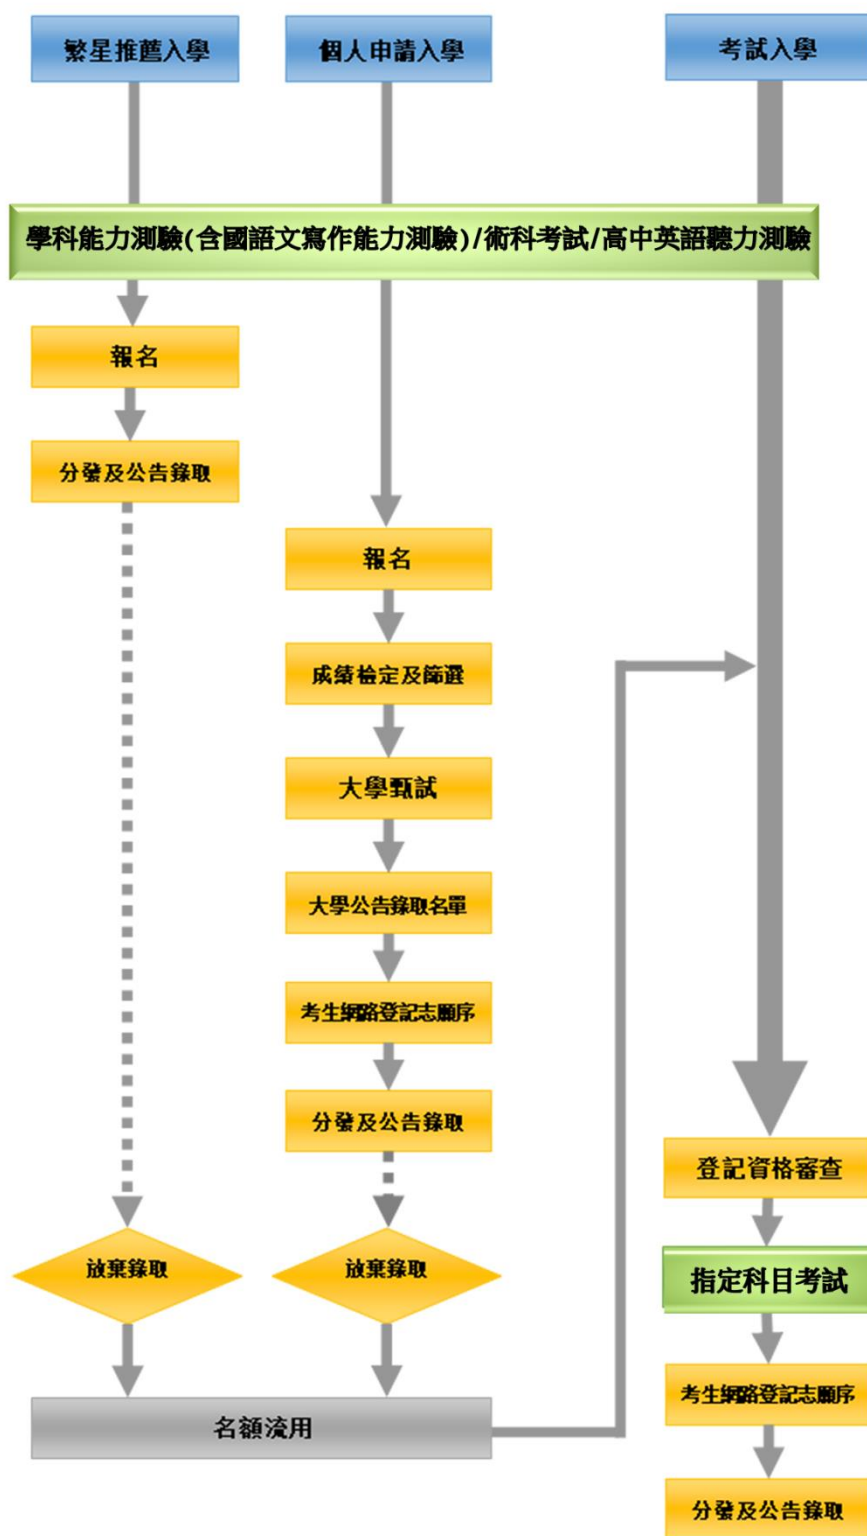 繁星推薦入學
個人申請入學
考試入學
學科能力測驗(含國語文寫作能力測驗)/術科考試/高中英語聽力測驗
報名
分發及公告錄取
報名
成績檢定及篩選
大學甄試
大學公告錄取名單
考生網路登記志願序
分發及公告錄取
放棄錄取
放棄錄取
名額流用
登記資格審查
指定科目考試
考生網路登記志願序
分發及公告錄取